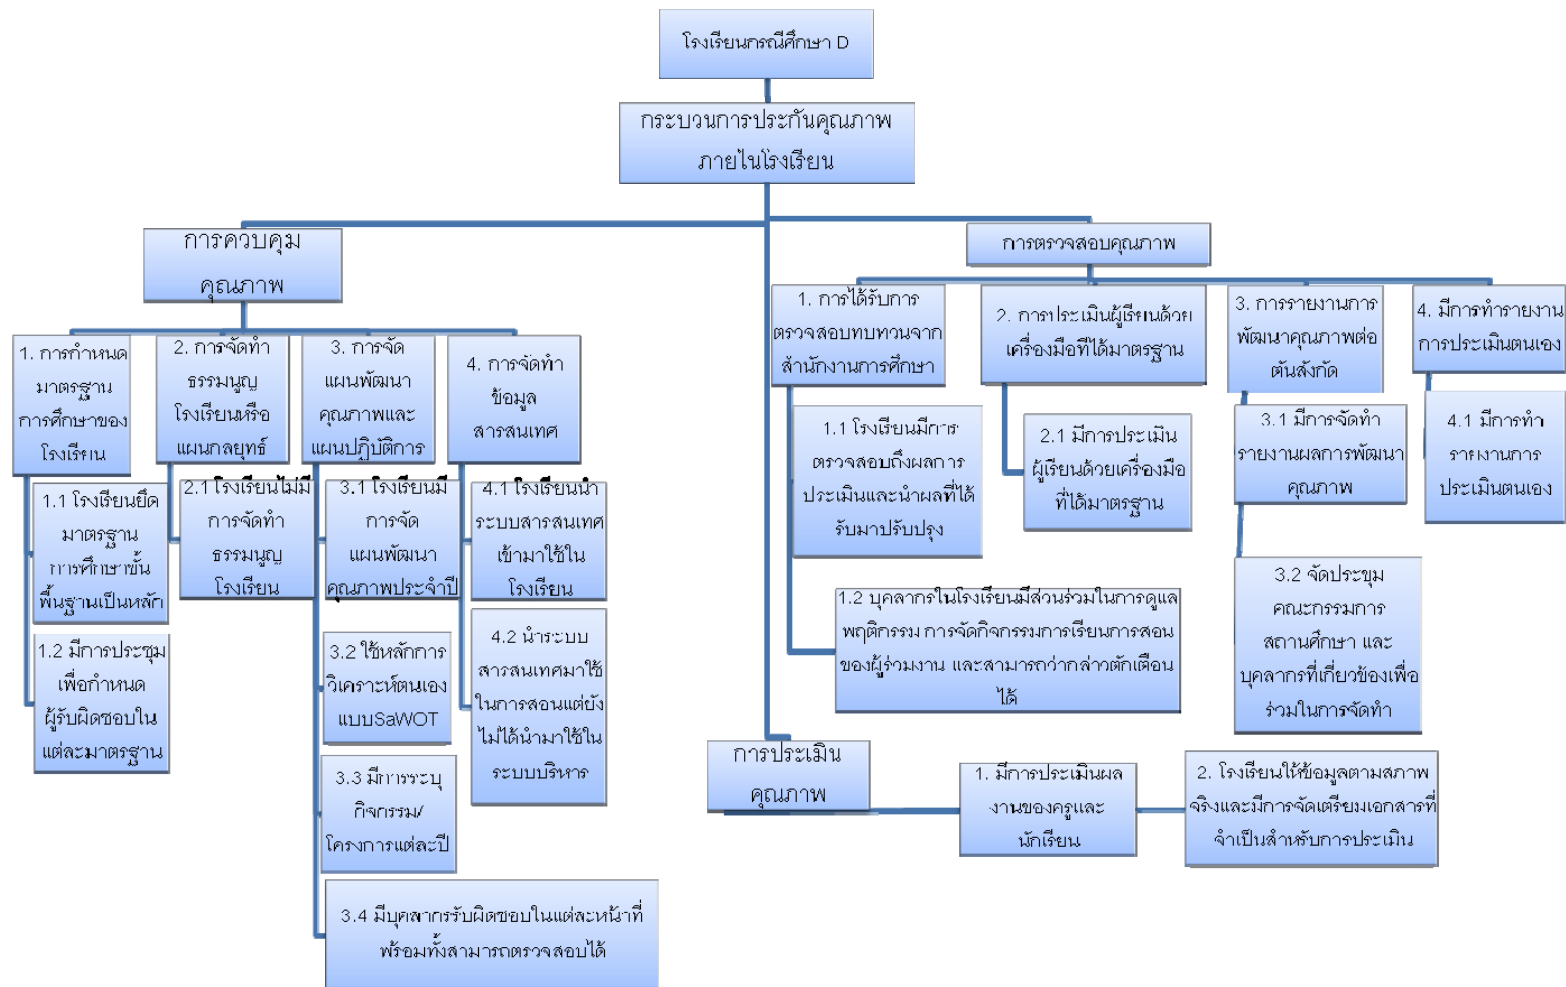 โรงเรียนกรณีศึกษา D
กระบวนการประกันคุณภาพ
ภายในโรงเรียน
การควบคุม
คุณภาพ
1. การกำหนด
มาตรฐาน
การศึกษาของ
โรงเรียน
1.1 โรงเรียนยึด
มาตรฐาน
การศึกษาขั้น
พื้นฐานเป็นหลัก
1.2 มีการประชุม
เพื่อกำหนด
ผู้รับผิดชอบใน
แต่ละมาตรฐาน
2. การจัดทำ
ธรรมนูญ
โรงเรียนหรือ
แผนกลยุทธ์
2.1 โรงเรียนไม่มี
การจัดทำ
ธรรมนูญ
โรงเรียน
3. การจัด
แผนพัฒนา
คุณภาพและ
แผนปฏิบัติการ
3.1 โรงเรียนมี
การจัด
แผนพัฒนา
คุณภาพประจำปี
3.2 ใช้หลักการ
วิเคราะห์ตนเอง
แบบSaWOT
3.3 มีการระบุ
กิจกรรม/
โครงการแต่ละปี
3.4 มีบุคลากรรับผิดชอบในแต่ละหน้าที่
พร้อมทั้งสามารถตรวจสอบได้
4. การจัดทำ
ข้อมูล
สารสนเทศ
4.1 โรงเรียนนำ
ระบบสารสนเทศ
เข้ามาใช้ใน
โรงเรียน
4.2 นำระบบ
สารสนเทศมาใช้
ในการสอนแต่ยัง
ไม่ได้นำมาใช้ใน
ระบบบริหาร
การตรวจสอบคุณภาพ
1. การได้รับการ
ตรวจสอบทบทวนจาก
สำนักงานการศึกษา
1.1 โรงเรียนมีการ
ตรวจสอบถึงผลการ
ประเมินและนำผลที่ได้
รับมาปรับปรุง
1.2 บุคลากรในโรงเรียนมีส่วนร่วมในการดูแล
พฤติกรรม การจัดกิจกรรมการเรียนการสอน
ของผู้ร่วมงาน และสามารถว่ากล่าวตักเตือน
ได้
2. การประเมินผู้เรียนด้วย
เครื่องมือที่ได้มาตรฐาน
2.1 มีการประเมิน
ผู้เรียนด้วยเครื่องมือ
ที่ได้มาตรฐาน
3. การรายงานการ
พัฒนาคุณภาพต่อ
ต้นสังกัด
3.1 มีการจัดทำ
รายงานผลการพัฒนา
คุณภาพ
3.2 จัดประชุม
คณะกรรมการ
สถานศึกษา และ
บุคลากรที่เกี่ยวข้องเพื่อ
ร่วมในการจัดทำ
4. มีการทำรายงาน
การประเมินตนเอง
4.1 มีการทำ
รายงานการ
ประเมินตนเอง
การประเมิน
คุณภาพ
1. มีการประเมินผล
งานของครูและ
นักเรียน
2. โรงเรียนให้ข้อมูลตามสภาพ
จริงและมีการจัดเตรียมเอกสารที่
จำเป็นสำหรับการประเมิน